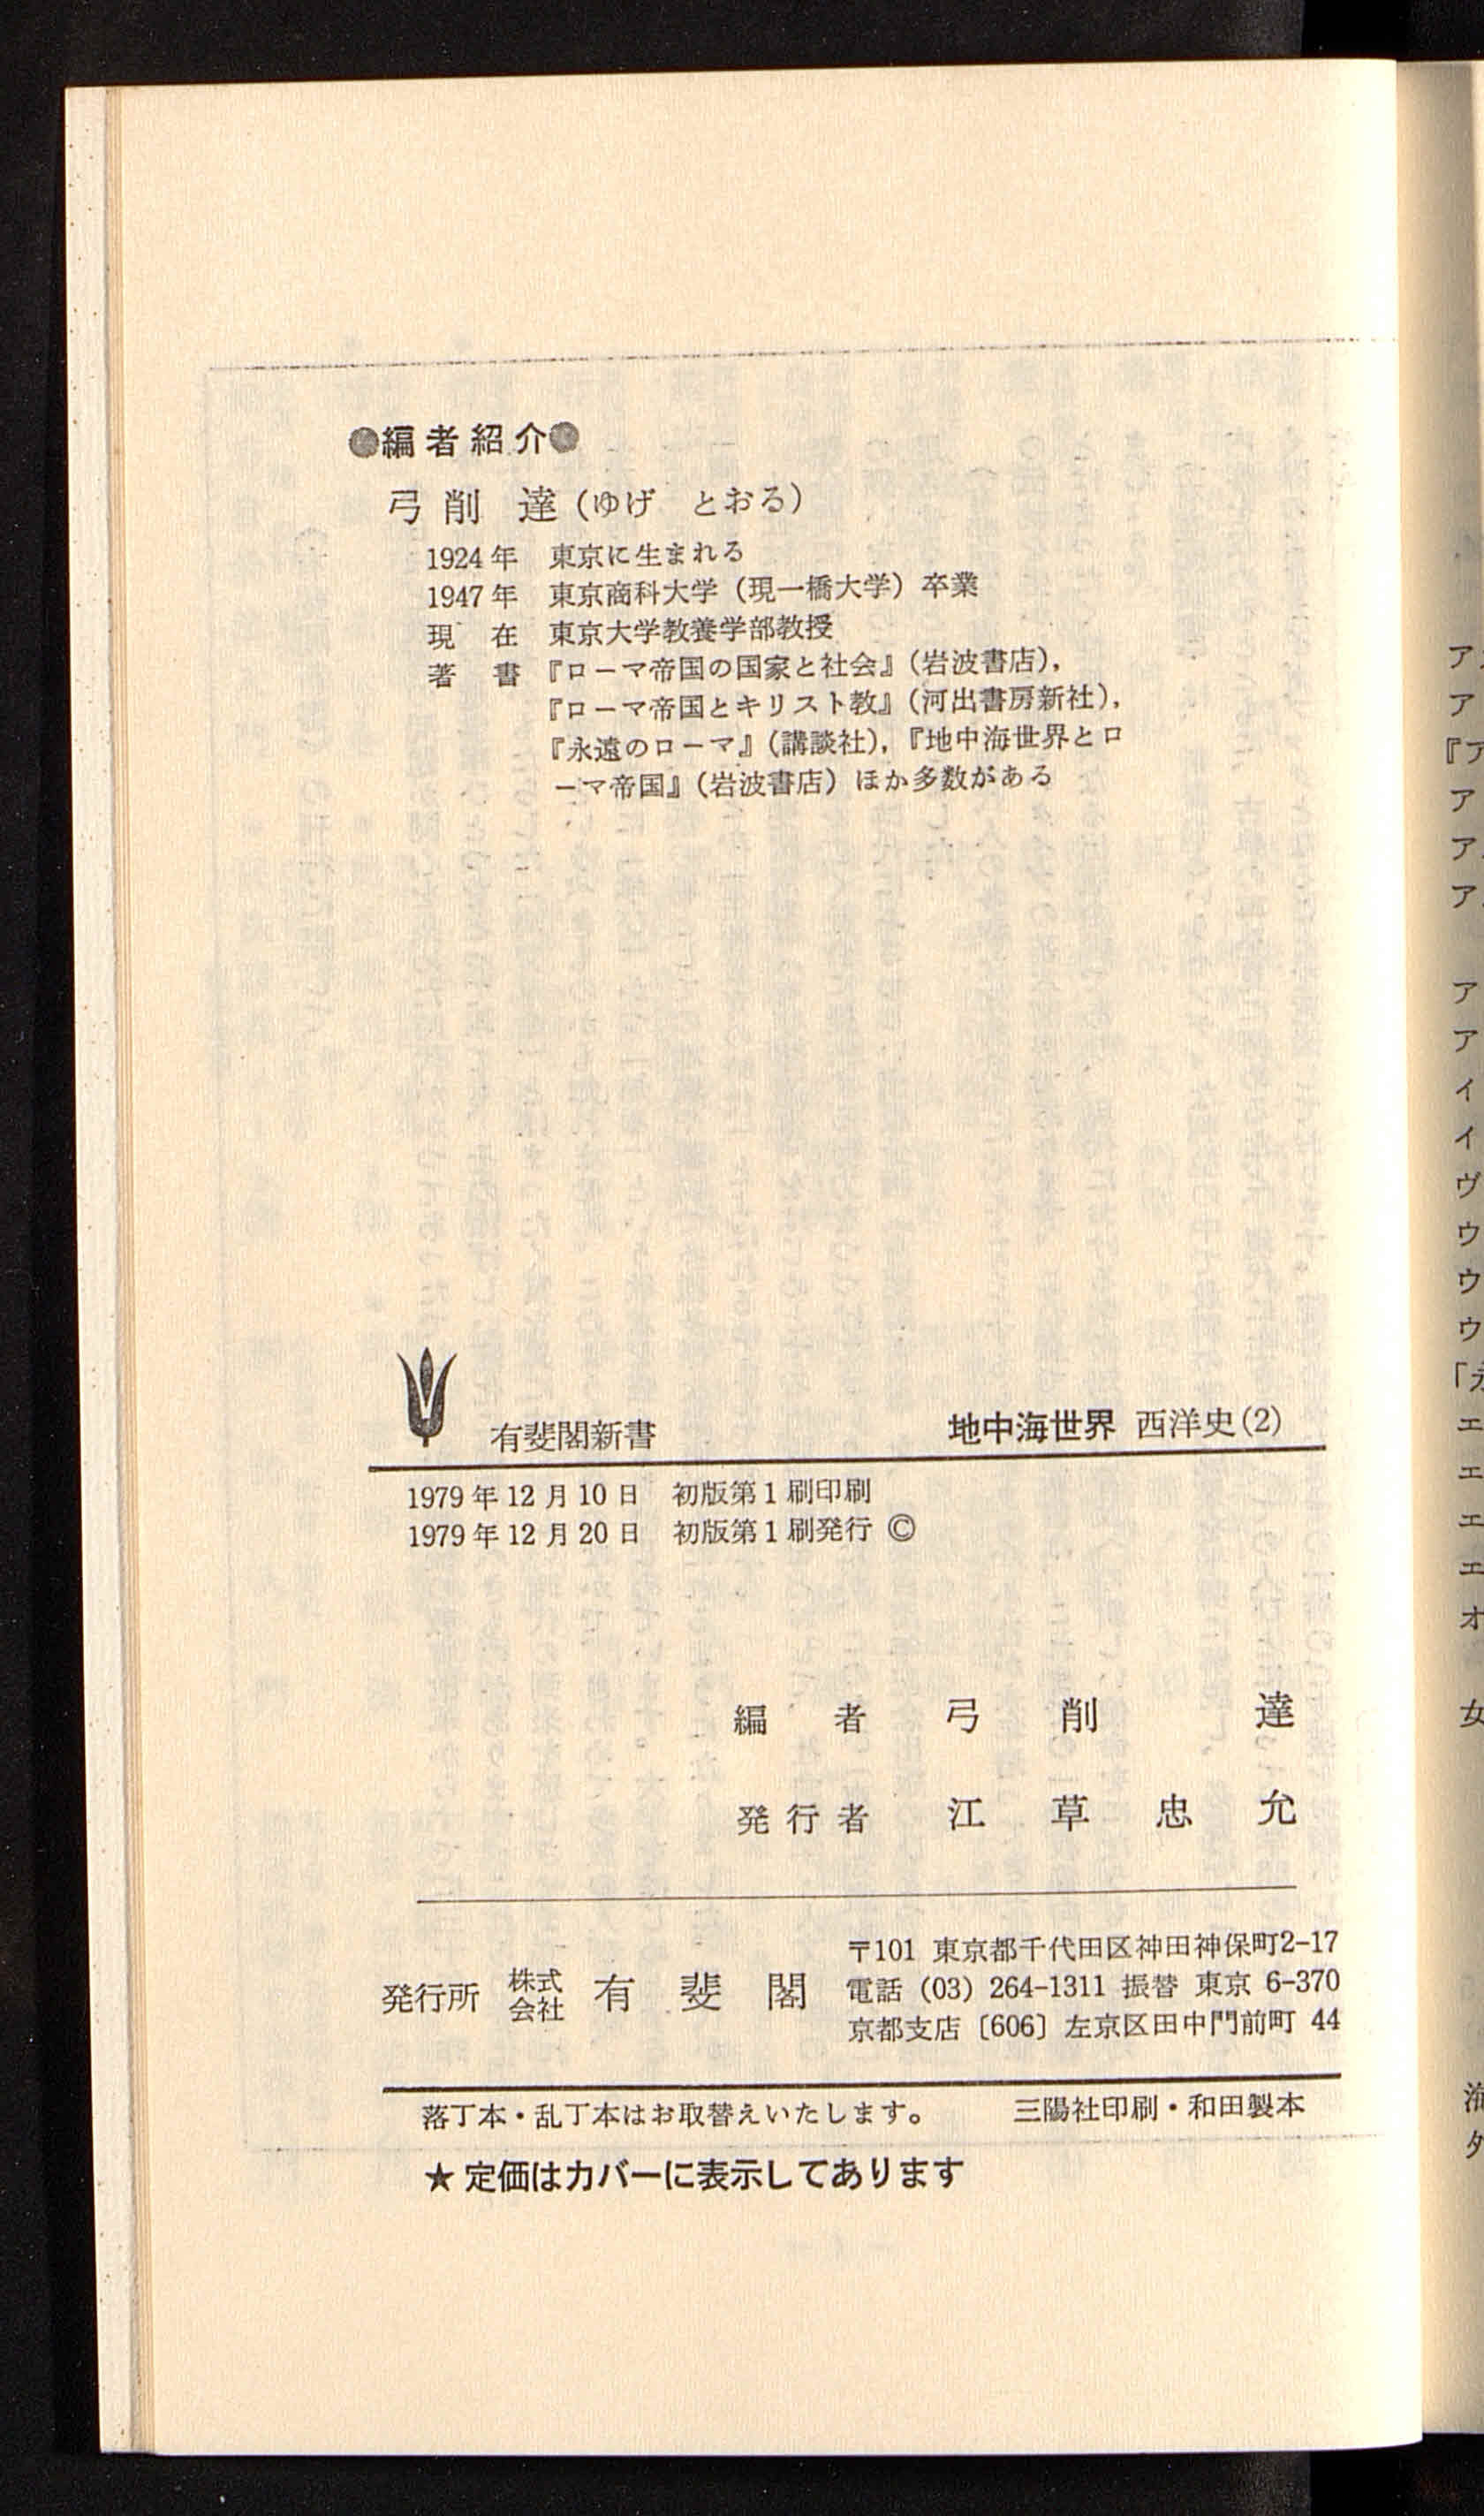 ●編者紹介●
弓削 達(ゆげ とおる)
1924年 東京に生まれる
1947年 東京商科大学(現一橋大学)卒業
現 在 東京大学教養学部教授
著 書 『ローマ帝国の国家と社会』(岩波書店),
『ローマ帝国とキリスト教』(河出書房新社),
『永遠のローマ』(講談社),『地中海世界とロ
ーマ帝国』(岩波書店)ほか多数がある
有斐閣新書 地中海世界 西洋史(2)
1979年12月10日 初版第1刷印刷
1979年12月20日 初版第1刷発行 ©
編 者 弓 削 達
発行者 江 草 忠 允
発行所 株式会社 有 斐 閣
〒101 東京都千代田区神田神保町2-17
電話 (03) 264-1311 振替 東京 6-370
京都支店〔606〕左京区田中門前町 44
落丁本・乱丁本はお取替えいたします。 三陽社印刷・和田製本
★定価はカバーに表示してあります